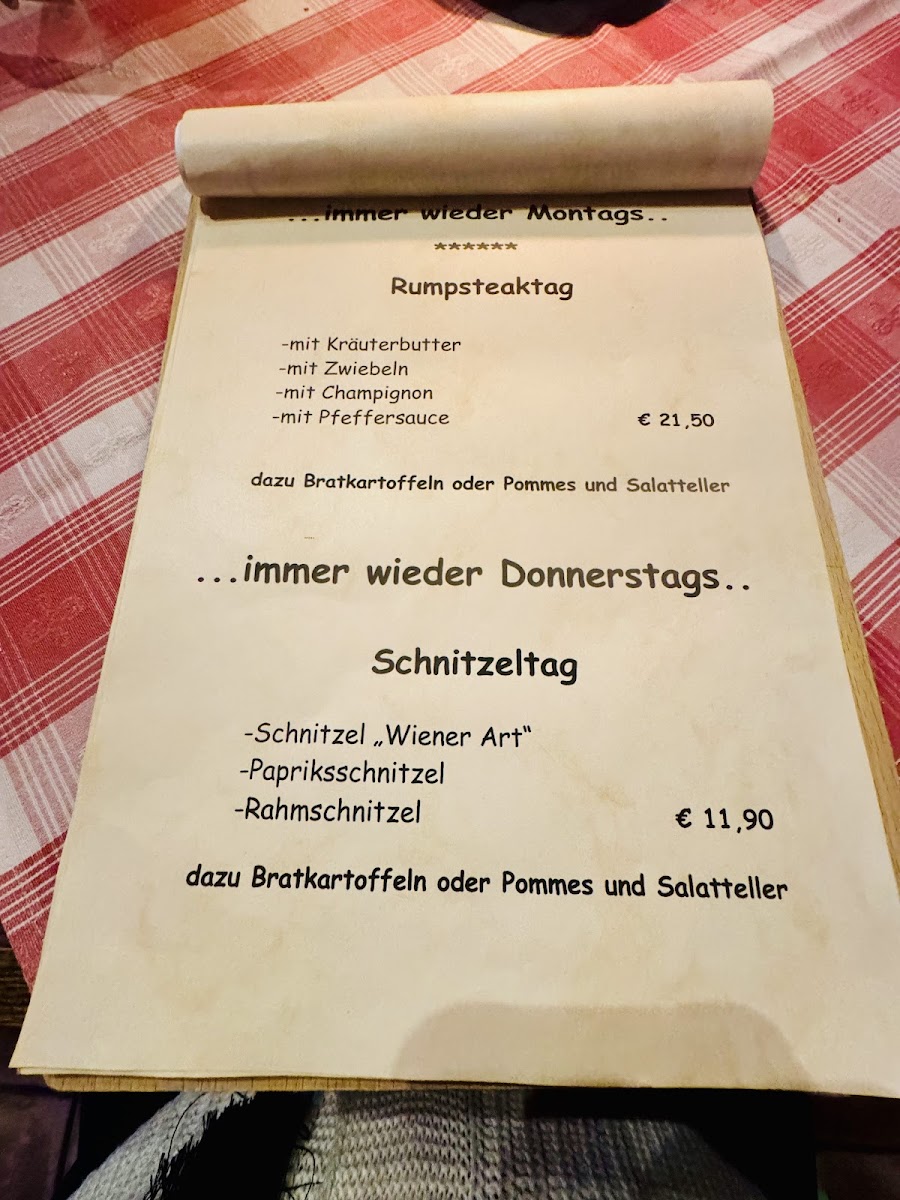 ...immer wieder Montags..
******
Rumpsteaktag
-mit Kräuterbutter
-mit Zwiebeln
-mit Champignon
-mit Pfeffersauce € 21,50
dazu Bratkartoffeln oder Pommes und Salatteller
...immer wieder Donnerstags..
Schnitzeltag
-Schnitzel „Wiener Art“
-Papriksschnitzel
-Rahmschnitzel € 11,90
dazu Bratkartoffeln oder Pommes und Salatteller